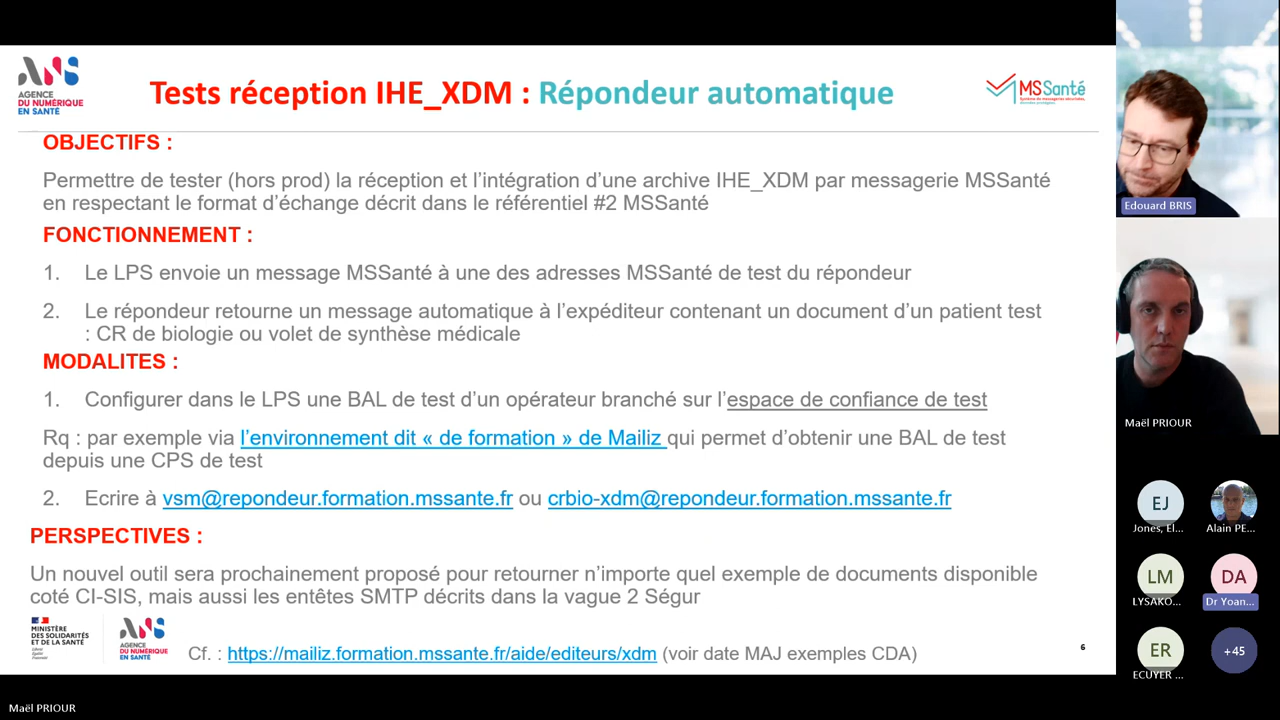 AGENCE
DU NUMÉRIQUE
EN SANTÉ
Tests réception IHE_XDM : Répondeur automatique
MSSanté
OBJECTIFS :
Permettre de tester (hors prod) la réception et l'intégration d'une archive IHE_XDM par messagerie MSSanté
en respectant le format d'échange décrit dans le référentiel #2 MSSanté
FONCTIONNEMENT :
1. Le LPS envoie un message MSSanté à une des adresses MSSanté de test du répondeur
2. Le répondeur retourne un message automatique à l'expéditeur contenant un document d'un patient test
: CR de biologie ou volet de synthèse médicale
MODALITES :
1. Configurer dans le LPS une BAL de test d'un opérateur branché sur l'espace de confiance de test
Rq : par exemple via l'environnement dit « de formation » de Mailiz qui permet d'obtenir une BAL de test
depuis une CPS de test
2. Ecrire à vsm@repondeur.formation.mssante.fr ou crbio-xdm@repondeur.formation.mssante.fr
PERSPECTIVES :
Un nouvel outil sera prochainement proposé pour retourner n'importe quel exemple de documents disponible
coté CI-SIS, mais aussi les entêtes SMTP décrits dans la vague 2 Ségur
MINISTÈRE
DES SOLIDARITÉS
ET DE LA SANTÉ
AGENCE
DU NUMÉRIQUE
EN SANTÉ
Cf. : https://mailiz.formation.mssante.fr/aide/editeurs/xdm (voir date MAJ exemples CDA)
6
Edouard BRIS
Maël PRIOUR
EJ
Jones, El...
Alain PE...
LM
LYSAKO...
DA
Dr Yoan...
ER
ECUYER ...
+45
Maël PRIOUR